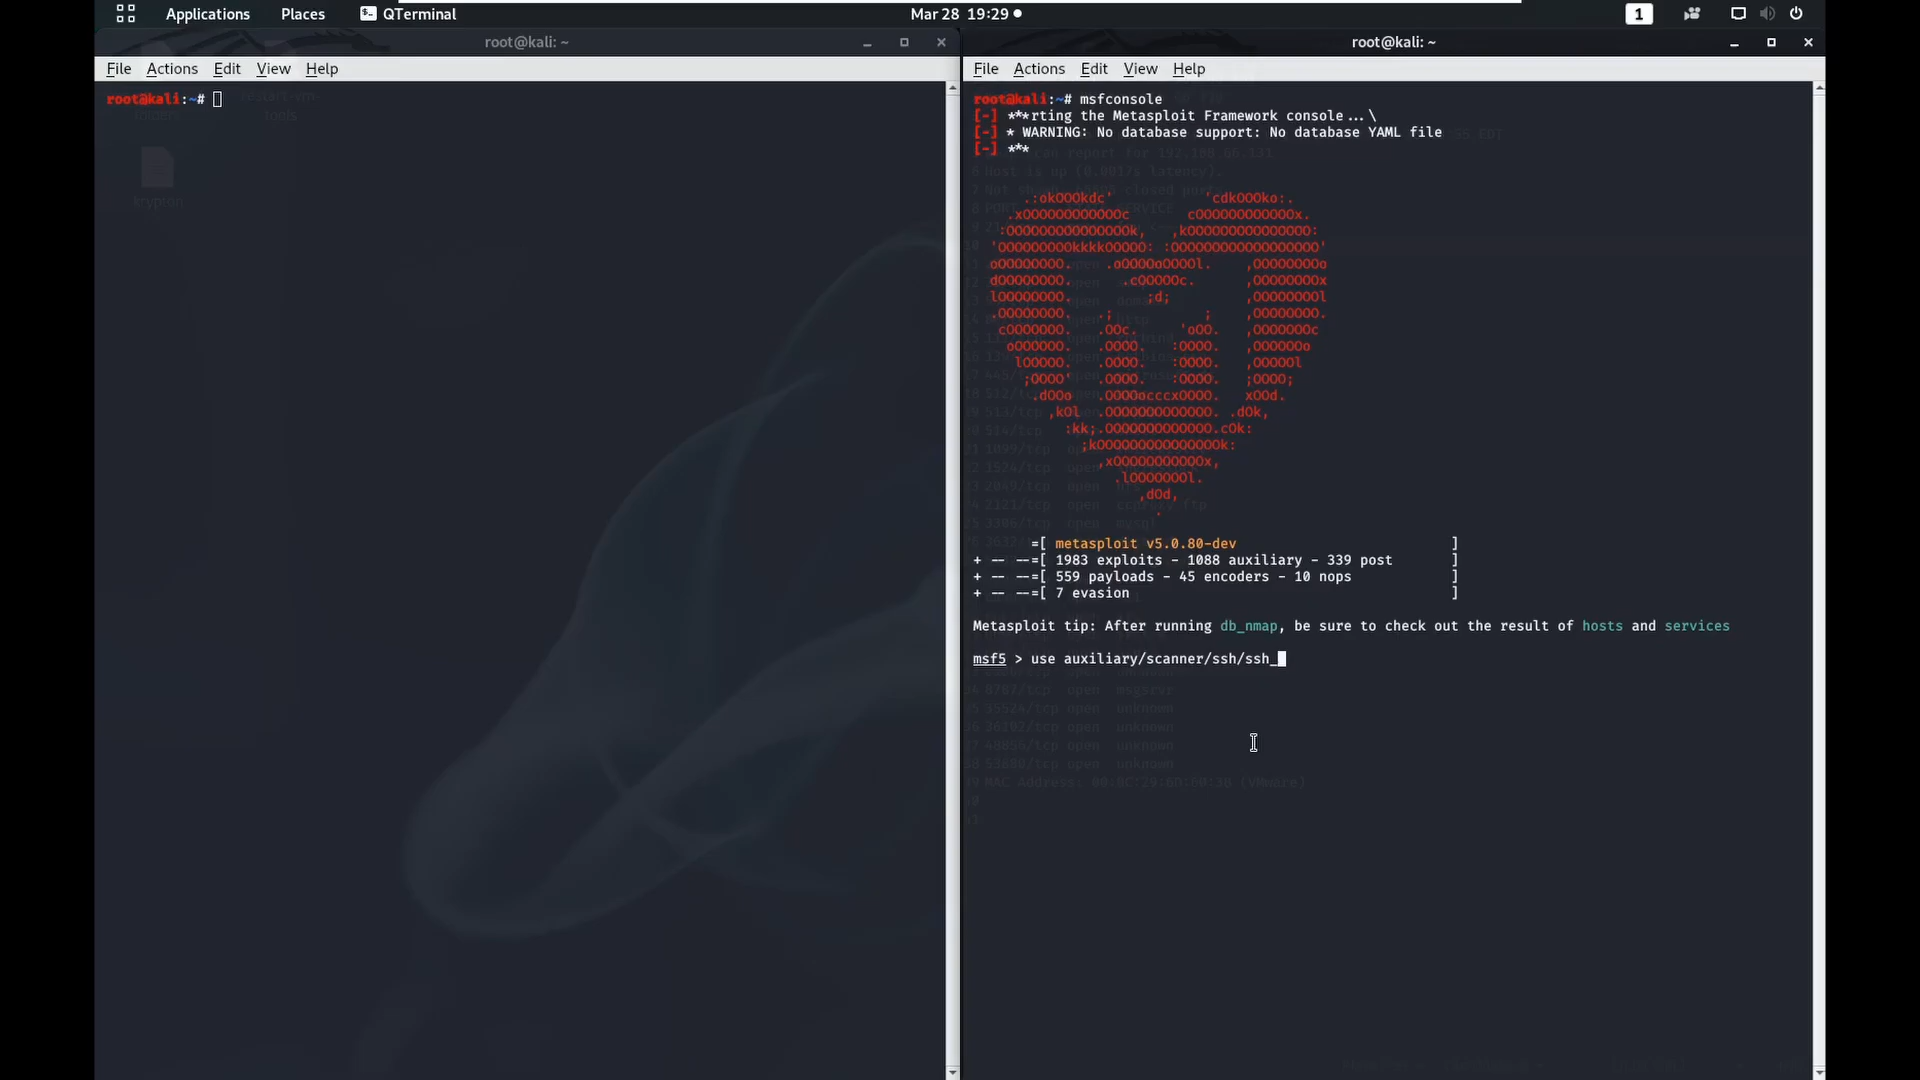 Applications Places QTerminal Mar 28 19:29 1
root@kali: ~
File Actions Edit View Help
root@kali:~#
krypton
root@kali: ~
File Actions Edit View Help
root@kali:~# msfconsole
[-] ***rting the Metasploit Framework console...\
[-] * WARNING: No database support: No database YAML file
[-] ***
=[ metasploit v5.0.80-dev ]
+ -- --=[ 1983 exploits - 1088 auxiliary - 339 post ]
+ -- --=[ 559 payloads - 45 encoders - 10 nops ]
+ -- --=[ 7 evasion ]
Metasploit tip: After running db_nmap, be sure to check out the result of hosts and services
msf5 > use auxiliary/scanner/ssh/ssh_